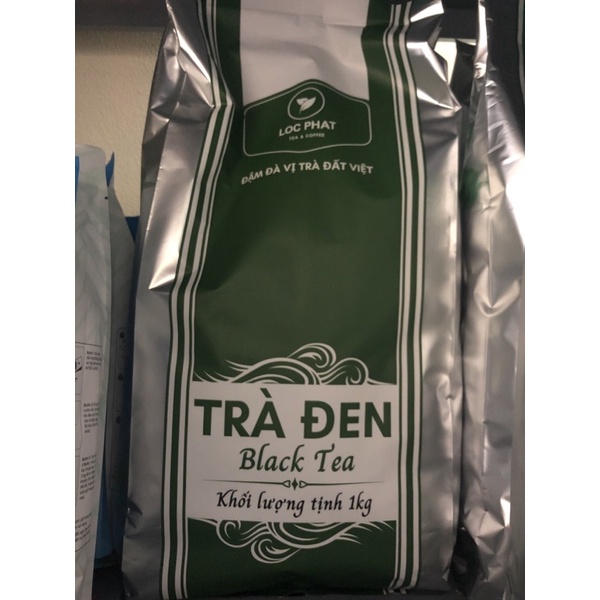 LOC PHAT
TEA & COFFEE
ĐẬM ĐÀ VỊ TRÀ ĐẤT VIỆT
TRÀ ĐEN
Black Tea
Khối lượng tịnh 1kg